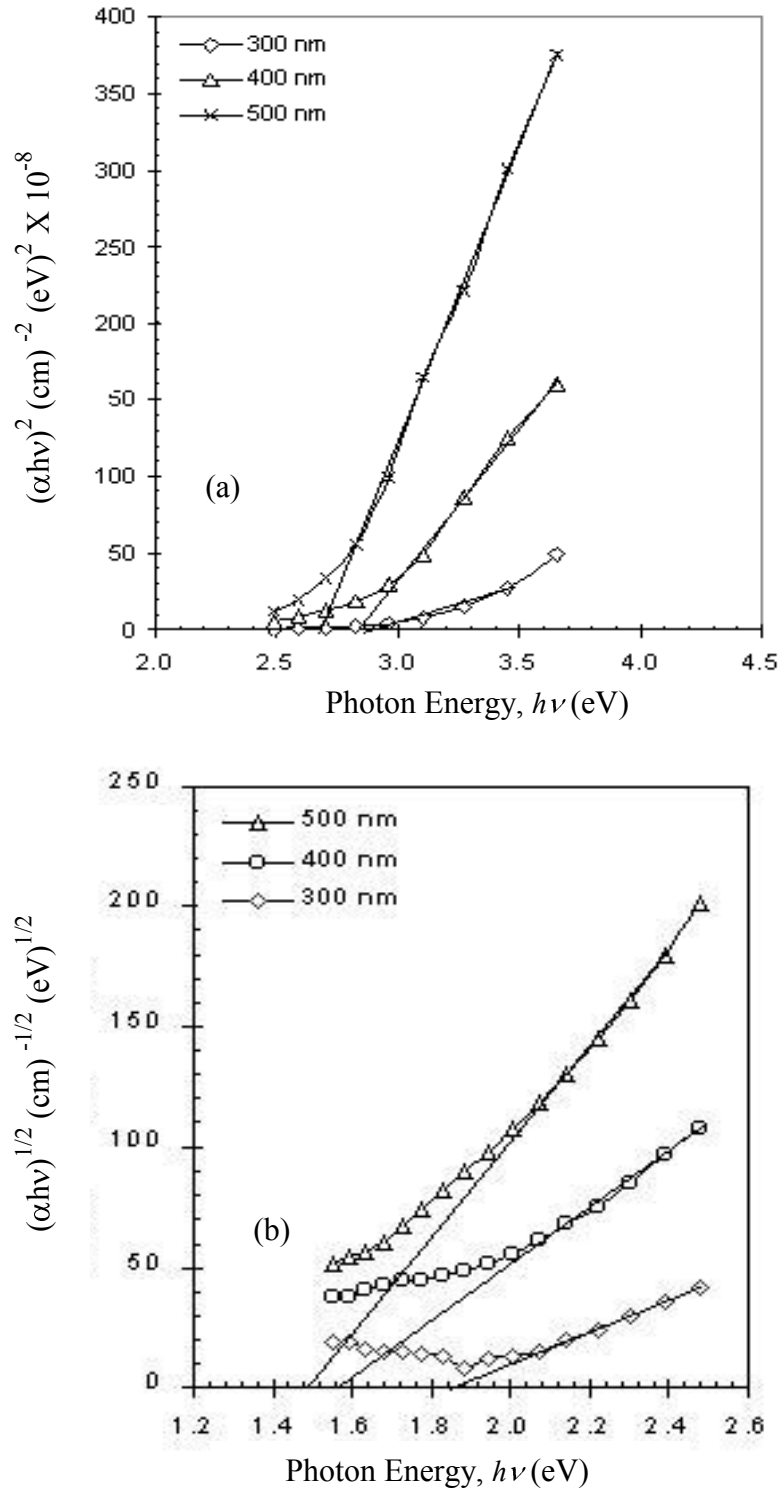 400
350
300
250
200
50
100
50
0
2.0 2.5 3.0 3.5 4.0 4.5
300 nm
400 nm
500 nm
(a)
(αhν)² (cm) ⁻² (eV)² X 10⁻⁸
Photon Energy, hν (eV)
250
200
150
100
50
0
1.2 1.4 1.6 1.8 2.0 2.2 2.4 2.6
500 nm
400 nm
300 nm
(b)
(αhν)¹/² (cm) ⁻¹/² (eV)¹/²
Photon Energy, hν (eV)